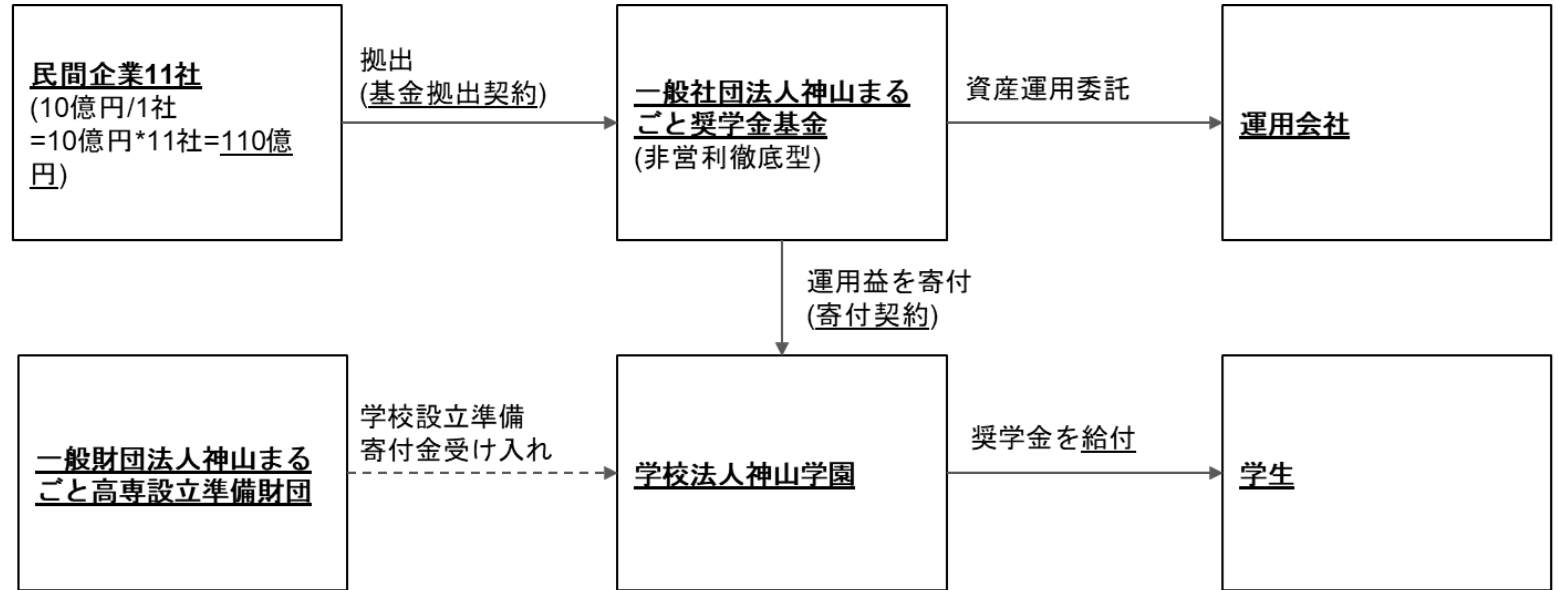 民間企業11社
(10億円/1社
=10億円*11社=110億
円)
拠出
(基金拠出契約)
一般社団法人神山まる
ごと奨学金基金
(非営利徹底型)
資産運用委託
運用会社
運用益を寄付
(寄付契約)
一般財団法人神山まる
ごと高専設立準備財団
学校設立準備
寄付金受け入れ
学校法人神山学園
奨学金を給付
学生